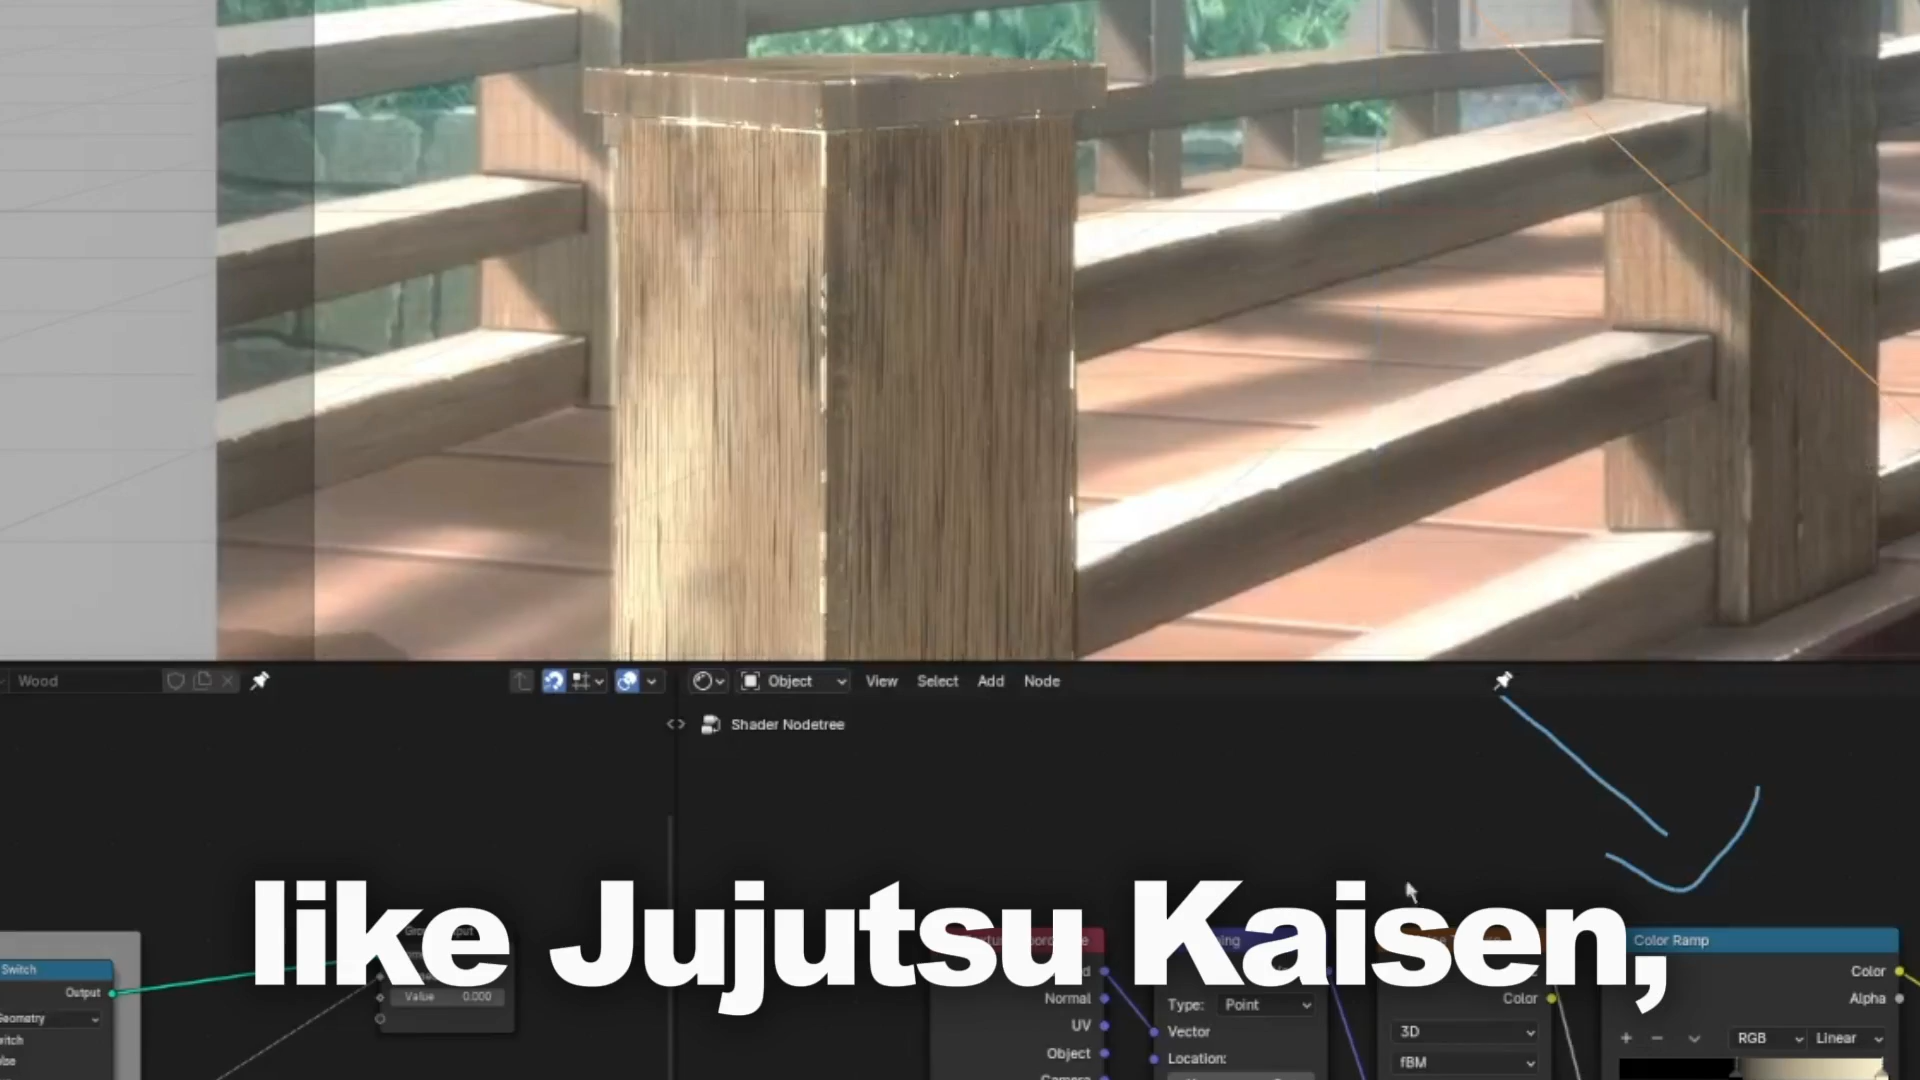 Wood
Object
View
Select
Add
Node
Shader Nodetree
like Jujutsu Kaisen,
Switch
Output
Geometry
Value 0.000
Normal
UV
Object
Type: Point
Vector
Location:
Color
3D
fBM
Color Ramp
Color
Alpha
RGB
Linear